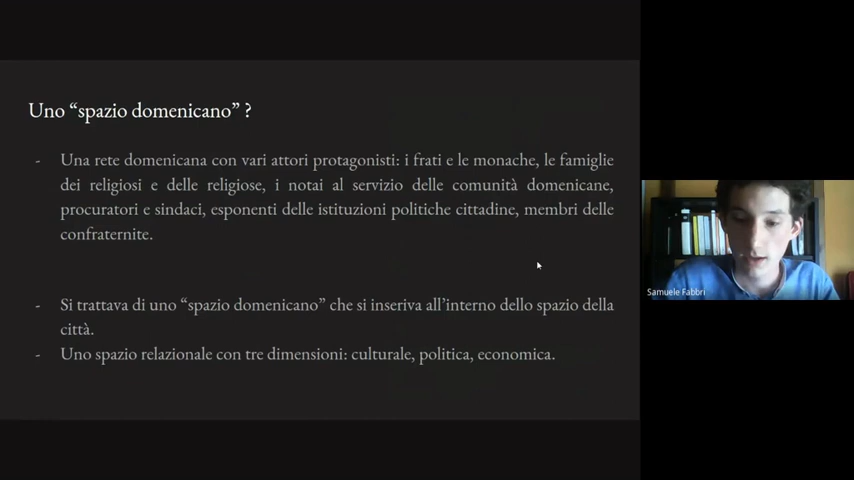 Uno “spazio domenicano” ?
- Una rete domenicana con vari attori protagonisti: i frati e le monache, le famiglie
dei religiosi e delle religiose, i notai al servizio delle comunità domenicane,
procuratori e sindaci, esponenti delle istituzioni politiche cittadine, membri delle
confraternite.
- Si trattava di uno “spazio domenicano” che si inseriva all’interno dello spazio della
città.
- Uno spazio relazionale con tre dimensioni: culturale, politica, economica.
Samuele Fabbri